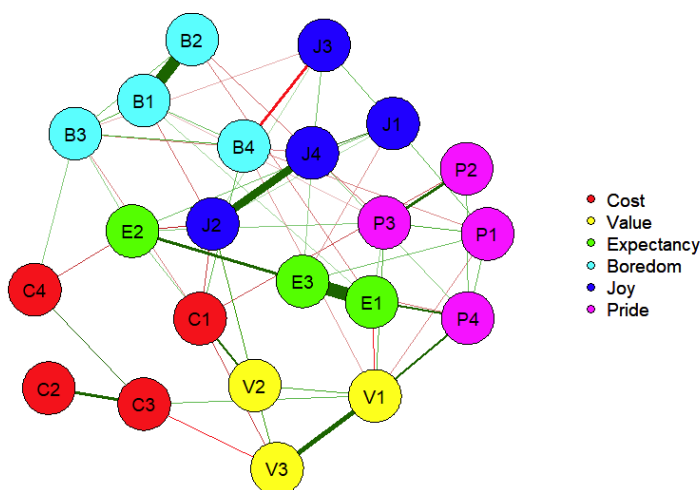 B2
J3
B1
J1
B3
B4
J4
P2
E2
J2
P3
P1
E3
C4
E1
C1
P4
C2
V2
V1
C3
V3
Cost
Value
Expectancy
Boredom
Joy
Pride